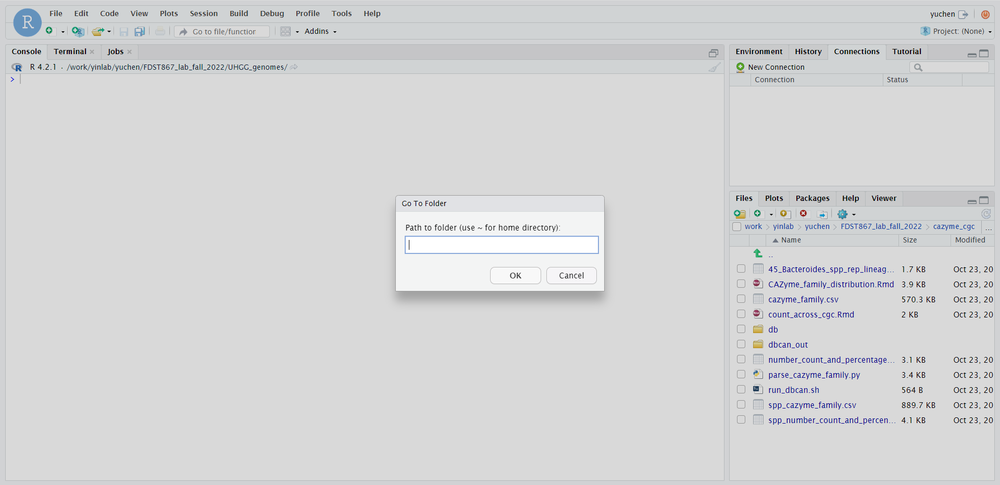 R
File Edit Code View Plots Session Build Debug Profile Tools Help
yuchen
Go to file/function
Addins
Project: (None)
Console Terminal Jobs
R 4.2.1 · /work/yinlab/yuchen/FDST867_lab_fall_2022/UHGG_genomes/
>
Environment History Connections Tutorial
New Connection
Connection Status
Go To Folder
Path to folder (use ~ for home directory):
OK Cancel
Files Plots Packages Help Viewer
work yinlab yuchen FDST867_lab_fall_2022 cazyme_cgc ...
Name Size Modified
..
45_Bacteroides_spp_rep_lineag... 1.7 KB Oct 23, 20
CAZyme_family_distribution.Rmd 3.9 KB Oct 23, 20
cazyme_family.csv 570.3 KB Oct 23, 20
count_across_cgc.Rmd 2 KB Oct 23, 20
db
dbcan_out
number_count_and_percentage... 3.1 KB Oct 23, 20
parse_cazyme_family.py 3.4 KB Oct 23, 20
run_dbcan.sh 564 B Oct 23, 20
spp_cazyme_family.csv 889.7 KB Oct 23, 20
spp_number_count_and_percen... 4.1 KB Oct 23, 20